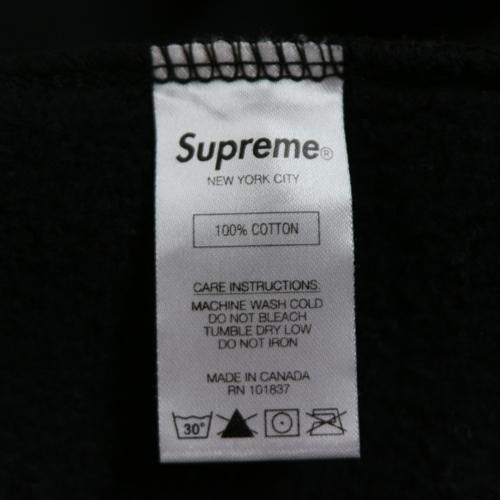 Supreme®
NEW YORK CITY
100% COTTON
CARE INSTRUCTIONS:
MACHINE WASH COLD
DO NOT BLEACH
TUMBLE DRY LOW
DO NOT IRON
MADE IN CANADA
RN 101837
30°